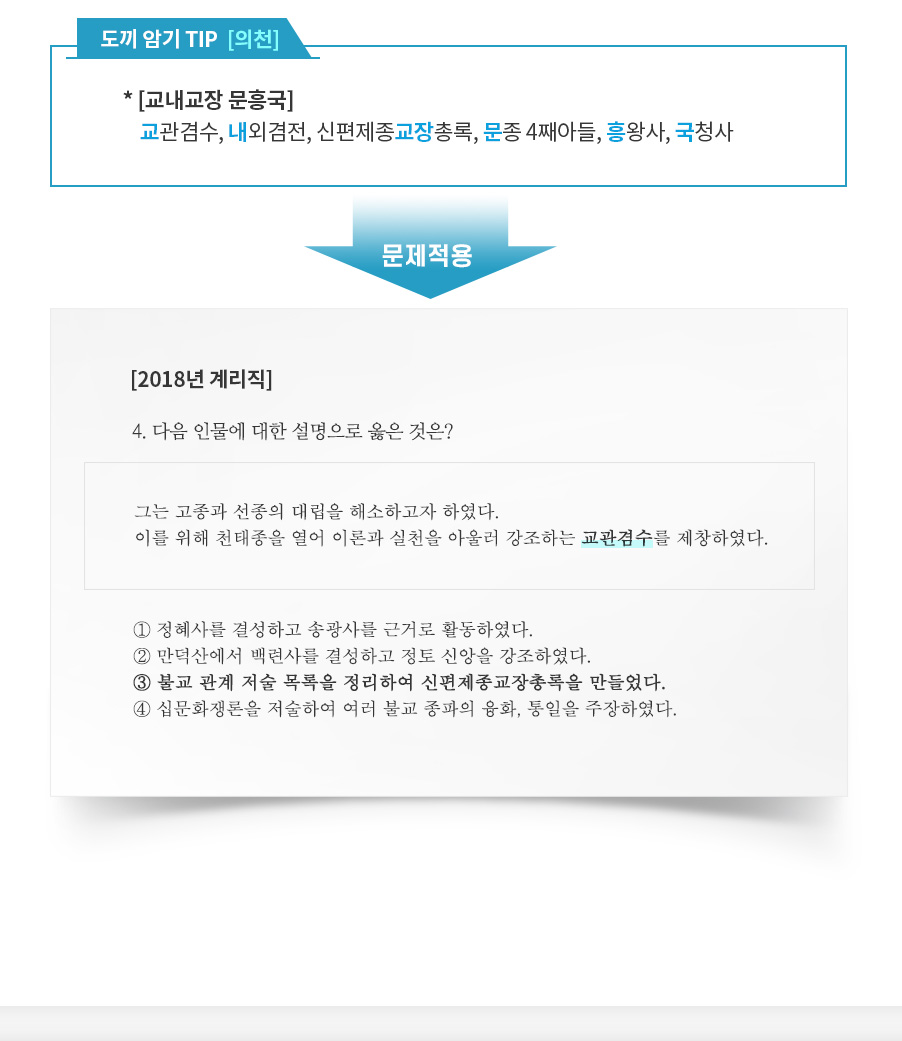 도끼 암기 TIP [의천]
* [교내교장 문흥국]
교관겸수, 내외겸전, 신편제종교장총록, 문종 4째아들, 흥왕사, 국청사
문제적용
[2018년 계리직]
4. 다음 인물에 대한 설명으로 옳은 것은?
그는 고종과 선종의 대립을 해소하고자 하였다.
이를 위해 천태종을 열어 이론과 실천을 아울러 강조하는 교관겸수를 제창하였다.
① 정혜사를 결성하고 송광사를 근거로 활동하였다.
② 만덕산에서 백련사를 결성하고 정토 신앙을 강조하였다.
③ 불교 관계 저술 목록을 정리하여 신편제종교장총록을 만들었다.
④ 십문화쟁론을 저술하여 여러 불교 종파의 융화, 통일을 주장하였다.